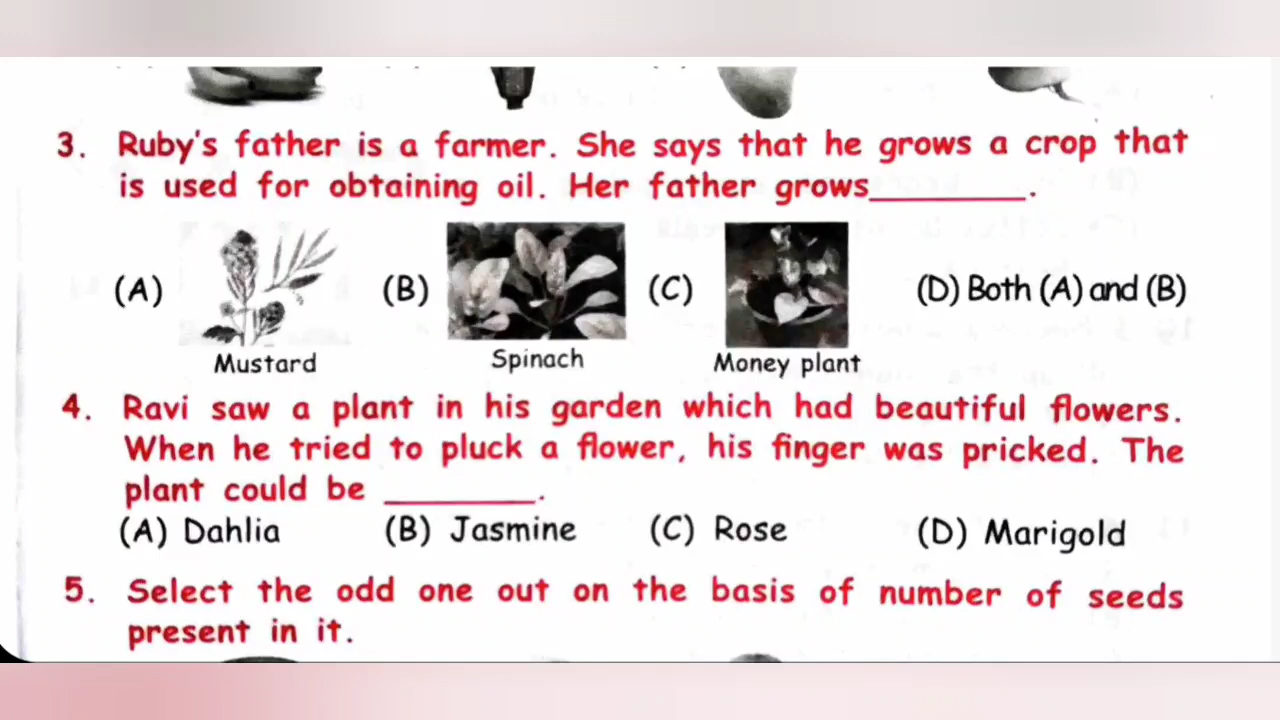 3. Ruby's father is a farmer. She says that he grows a crop that
is used for obtaining oil. Her father grows________.
(A) (B) (C) (D) Both (A) and (B)
Mustard Spinach Money plant
4. Ravi saw a plant in his garden which had beautiful flowers.
When he tried to pluck a flower, his finger was pricked. The
plant could be ________.
(A) Dahlia (B) Jasmine (C) Rose (D) Marigold
5. Select the odd one out on the basis of number of seeds
present in it.